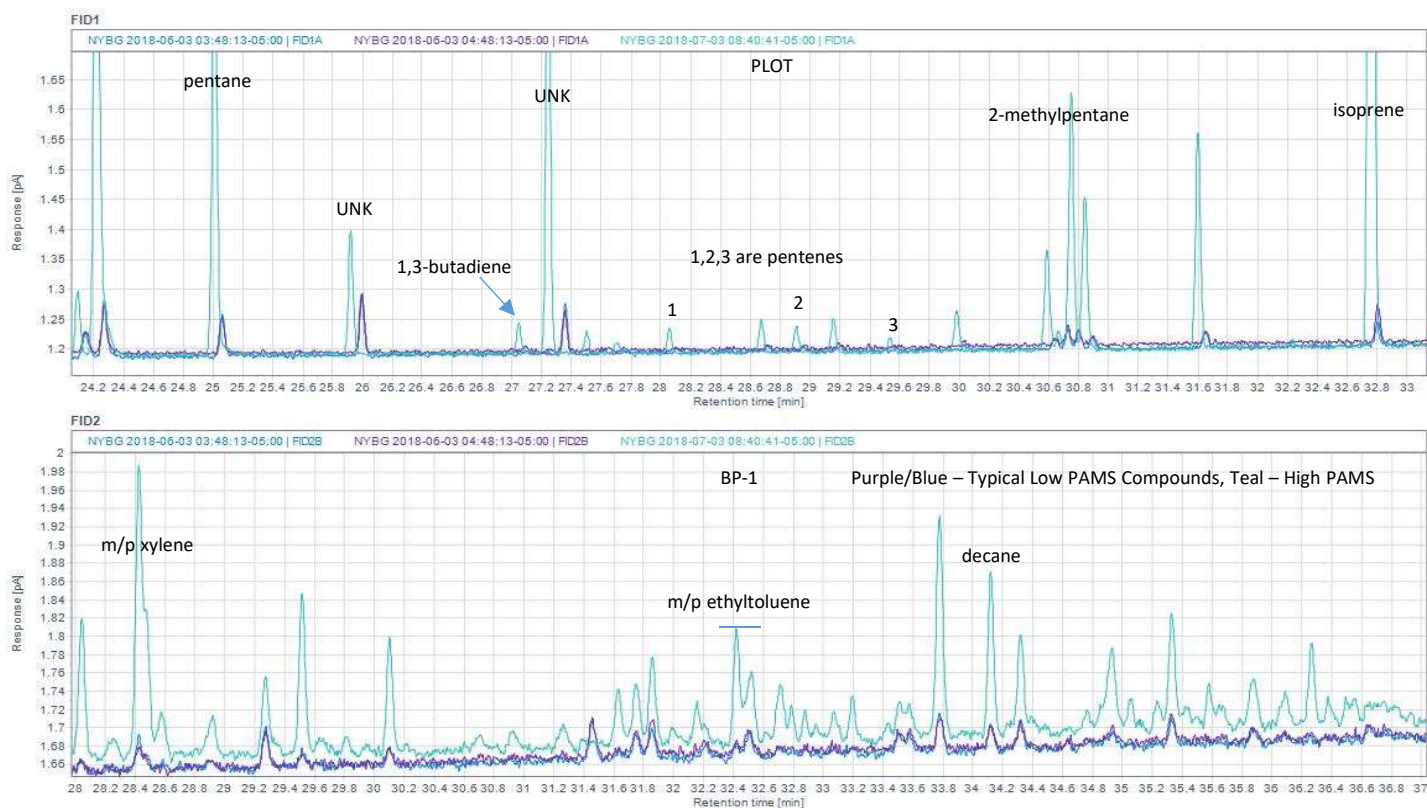 FID1
NYBG 2018-06-03 03:48:13-05:00 | FID1A NYBG 2018-06-03 04:48:13-05:00 | FID1A NYBG 2018-07-03 08:40:41-05:00 | FID1A
PLOT
pentane
UNK
2-methylpentane
isoprene
UNK
1,3-butadiene
1,2,3 are pentenes
1
2
3
Response [pA]
1.65
1.6
1.55
1.5
1.45
1.4
1.35
1.3
1.25
1.2
24.2 24.4 24.6 24.8 25 25.2 25.4 25.6 25.8 26 26.2 26.4 26.6 26.8 27 27.2 27.4 27.6 27.8 28 28.2 28.4 28.6 28.8 29 29.2 29.4 29.6 29.8 30 30.2 30.4 30.6 30.8 31 31.2 31.4 31.6 31.8 32 32.2 32.4 32.6 32.8 33
Retention time [min]
FID2
NYBG 2018-06-03 03:48:13-05:00 | FID2B NYBG 2018-06-03 04:48:13-05:00 | FID2B NYBG 2018-07-03 08:40:41-05:00 | FID2B
BP-1 Purple/Blue – Typical Low PAMS Compounds, Teal – High PAMS
m/p xylene
decane
m/p ethyltoluene
Response [pA]
2
1.98
1.96
1.94
1.92
1.9
1.88
1.86
1.84
1.82
1.8
1.78
1.76
1.74
1.72
1.7
1.68
1.66
28 28.2 28.4 28.6 28.8 29 29.2 29.4 29.6 29.8 30 30.2 30.4 30.6 30.8 31 31.2 31.4 31.6 31.8 32 32.2 32.4 32.6 32.8 33 33.2 33.4 33.6 33.8 34 34.2 34.4 34.6 34.8 35 35.2 35.4 35.6 35.8 36 36.2 36.4 36.6 36.8 37
Retention time [min]